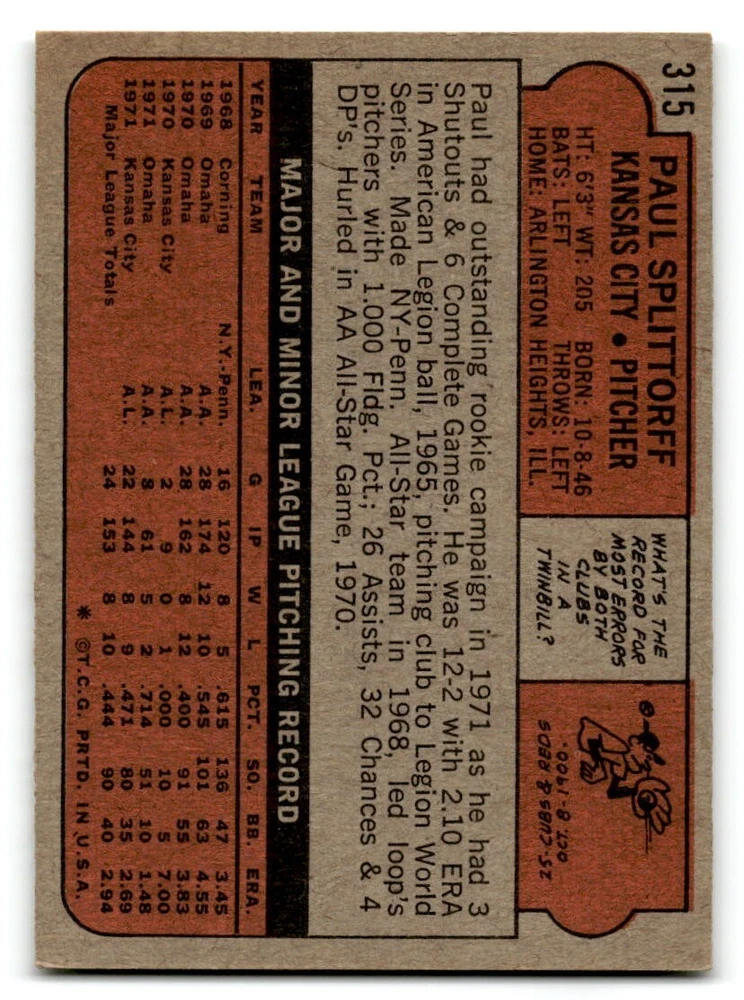 315
PAUL SPLITTORFF
KANSAS CITY • PITCHER
HT: 6'3" WT: 205 BORN: 10-8-46
BATS: LEFT THROWS: LEFT
HOME: ARLINGTON HEIGHTS, ILL.
WHAT'S THE
RECORD FOR
MOST ERRORS
BY BOTH
CLUBS
IN A
TWINBILL?
25-CUBS & REDS
OCT. 8-1900.
Paul had outstanding rookie campaign in 1971 as he had 3
Shutouts & 6 Complete Games. He was 12-2 with 2.10 ERA
in American Legion ball, 1965, pitching club to Legion World
Series. Made NY-Penn. All-Star team in 1968, led loop's
pitchers with 1.000 Fldg. Pct.; 26 Assists, 32 Chances & 4
DP's. Hurled in AA All-Star Game, 1970.
MAJOR AND MINOR LEAGUE PITCHING RECORD
YEAR TEAM LEA. G IP W L PCT. SO. BB. ERA.
1968 Corning N.Y.-Penn. 16 120 8 5 .615 136 47 3.45
1969 Omaha A.A. 28 174 12 10 .545 101 63 4.55
1970 Omaha A.A. 28 162 8 12 .400 91 55 3.83
1970 Kansas City A.L. 2 9 0 1 .000 10 5 7.00
1971 Omaha A.A. 8 61 5 2 .714 51 10 1.48
1971 Kansas City A.L. 22 144 8 9 .471 80 35 2.69
Major League Totals 24 153 8 10 .444 90 40 2.94
* ©T.C.G. PRTD. IN U.S.A.